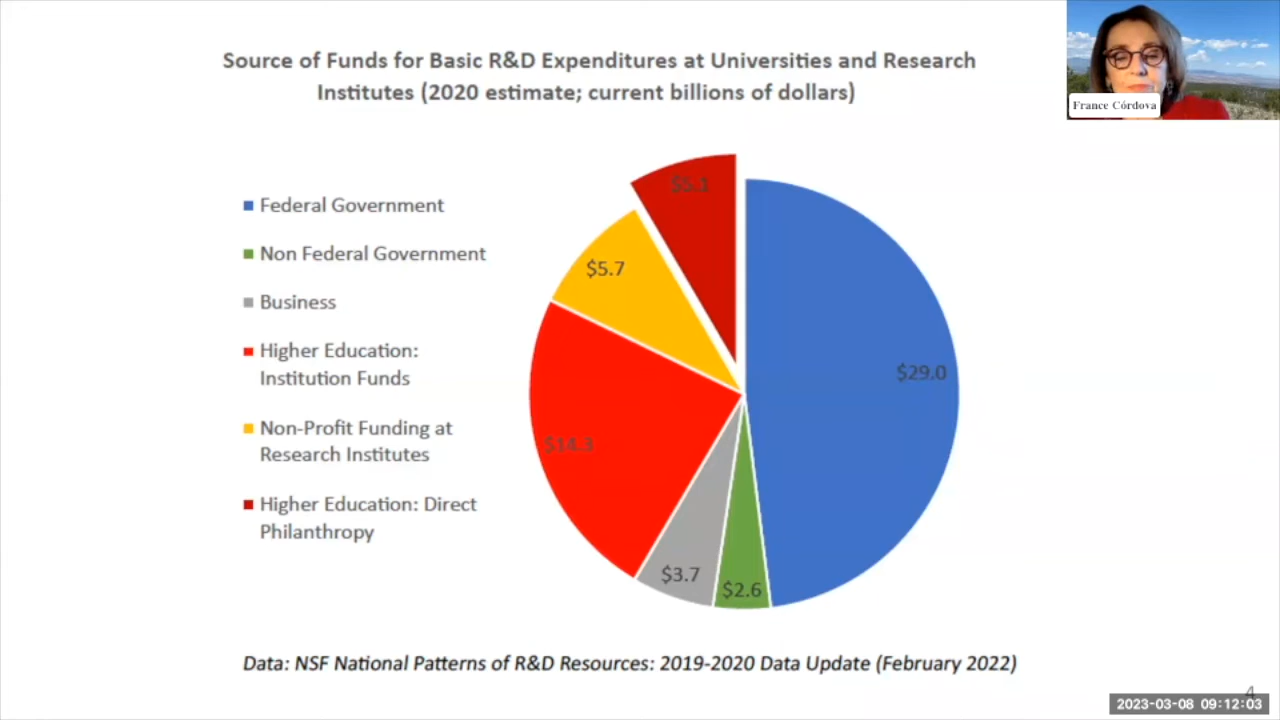 Source of Funds for Basic R&D Expenditures at Universities and Research
Institutes (2020 estimate; current billions of dollars)
France Córdova
Federal Government
Non Federal Government
Business
Higher Education:
Institution Funds
Non-Profit Funding at
Research Institutes
Higher Education: Direct
Philanthropy
$5.1
$5.7
$29.0
$14.3
$3.7
$2.6
Data: NSF National Patterns of R&D Resources: 2019-2020 Data Update (February 2022)
4
2023-03-08 09:12:03